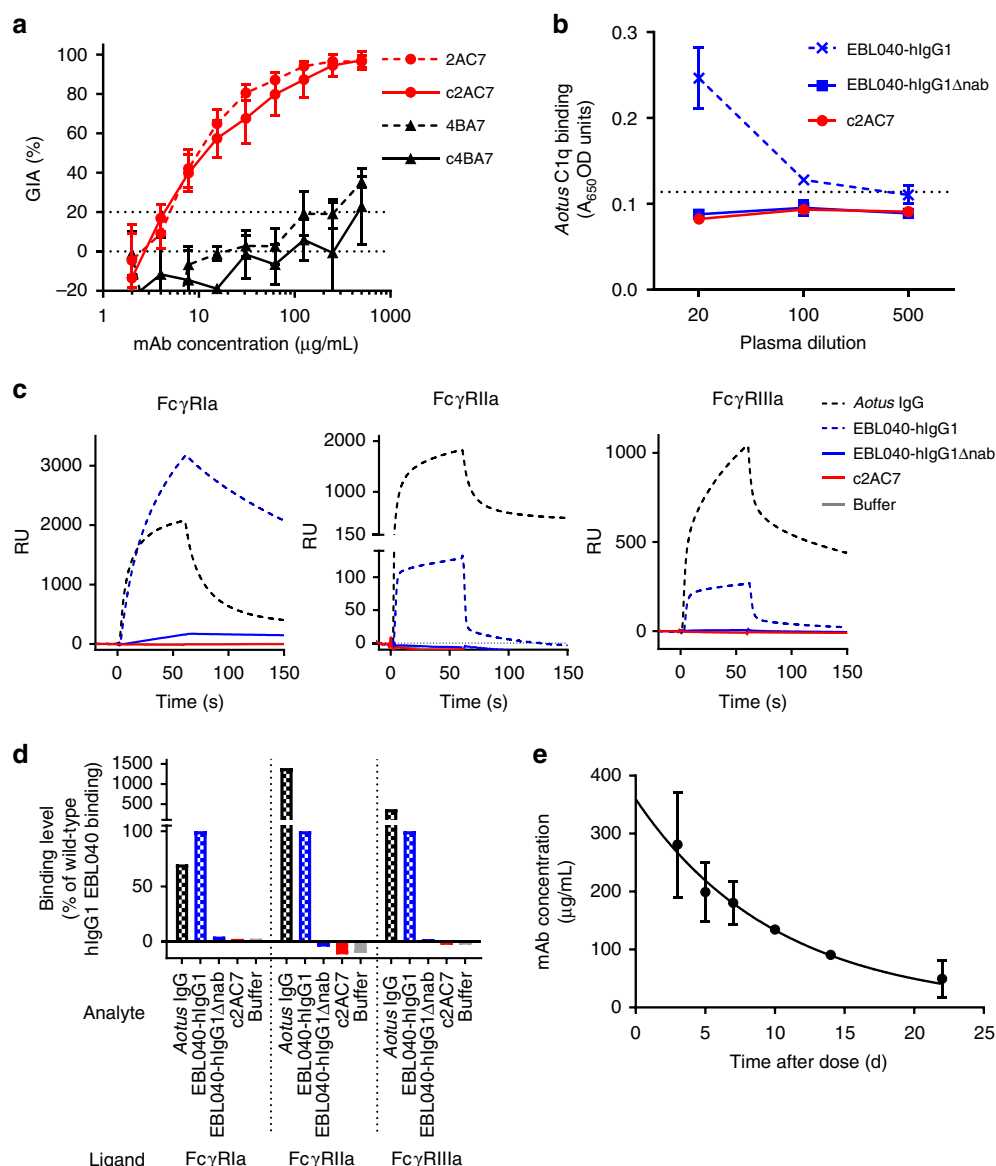 a
100
80
60
40
20
0
−20
GIA (%)
1
10
100
1000
mAb concentration (μg/mL)
2AC7
c2AC7
4BA7
c4BA7
b
0.3
0.2
0.1
0.0
Aotus C1q binding
(A650OD units)
20
100
500
Plasma dilution
EBL040-hIgG1
EBL040-hIgG1Δnab
c2AC7
c
FcγRIa
3000
2000
1000
0
RU
0
50
100
150
Time (s)
FcγRIIa
2000
1000
150
100
50
0
RU
0
50
100
150
Time (s)
FcγRIIIa
1000
500
0
RU
0
50
100
150
Time (s)
Aotus IgG
EBL040-hIgG1
EBL040-hIgG1Δnab
c2AC7
Buffer
d
Binding level
(% of wild-type
hIgG1 EBL040 binding)
1500
1000
500
100
50
0
Analyte
Aotus IgG
EBL040-hIgG1
EBL040-hIgG1Δnab
c2AC7
Buffer
Aotus IgG
EBL040-hIgG1
EBL040-hIgG1Δnab
c2AC7
Buffer
Aotus IgG
EBL040-hIgG1
EBL040-hIgG1Δnab
c2AC7
Buffer
Ligand
FcγRIa
FcγRIIa
FcγRIIIa
e
400
300
200
100
0
mAb concentration
(μg/mL)
0
5
10
15
20
25
Time after dose (d)